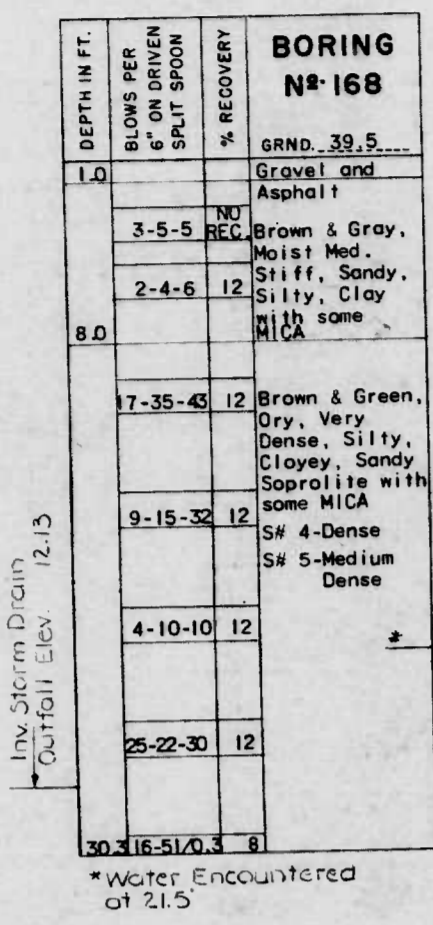 DEPTH IN FT.
BLOWS PER
6" ON DRIVEN
SPLIT SPOON
% RECOVERY
BORING
Nº 168
GRND. 39.5
1.0
Gravel and
Asphalt
3-5-5
NO
REC.
Brown & Gray,
Moist Med.
Stiff, Sandy,
2-4-6 12 Silty, Clay
with some
MICA
8.0
17-35-43 12 Brown & Green,
Ory, Very
Dense, Silty,
Cloyey, Sandy
Soprolite with
some MICA
9-15-32 12
S# 4-Dense
S# 5-Medium
Dense
4-10-10 12
*
25-22-30 12
Inv. Storm Drain
Outfall Elev. 12.13
30.3 16-51/0.3 8
*Water Encountered
at 21.5'